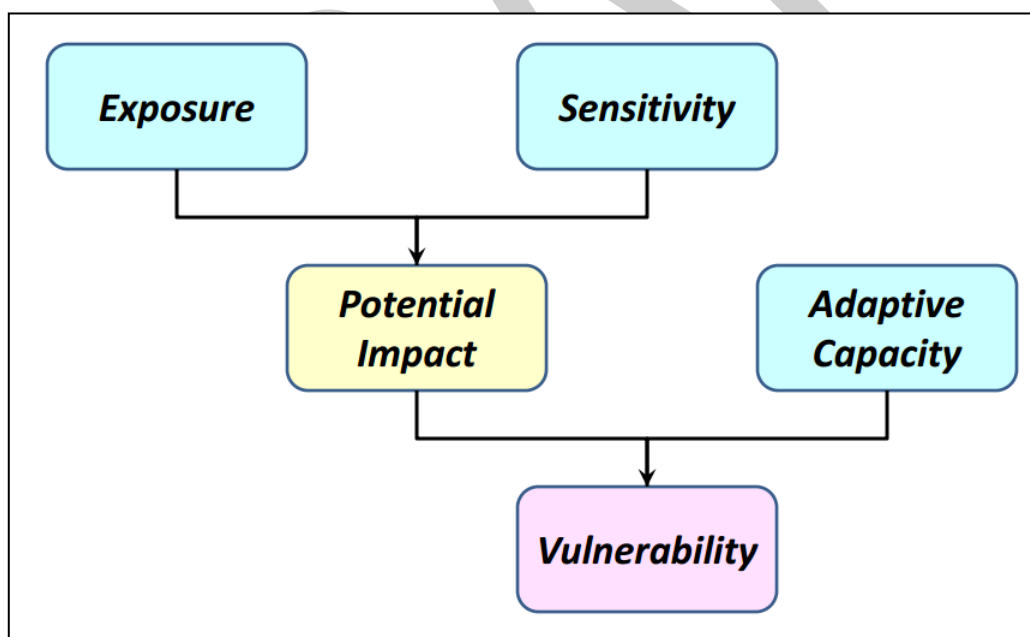 Exposure
Sensitivity
Potential
Impact
Adaptive
Capacity
Vulnerability